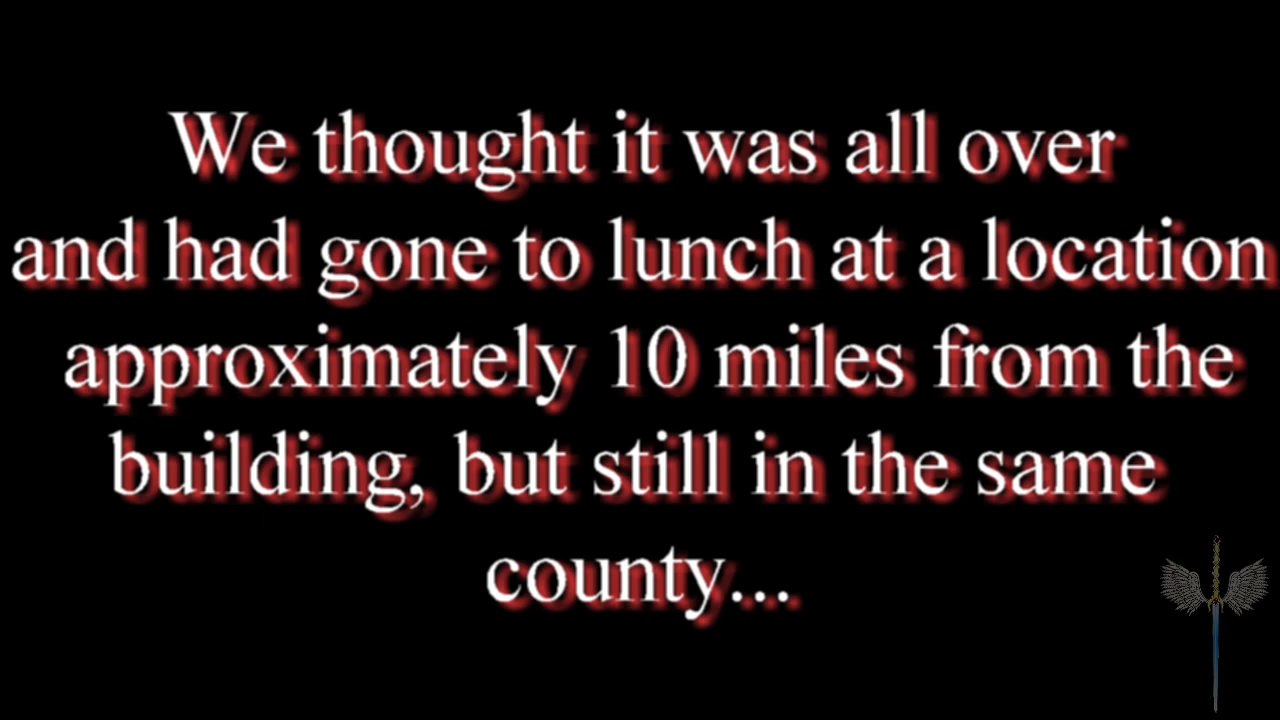 We thought it was all over
and had gone to lunch at a location
approximately 10 miles from the
building, but still in the same
county...